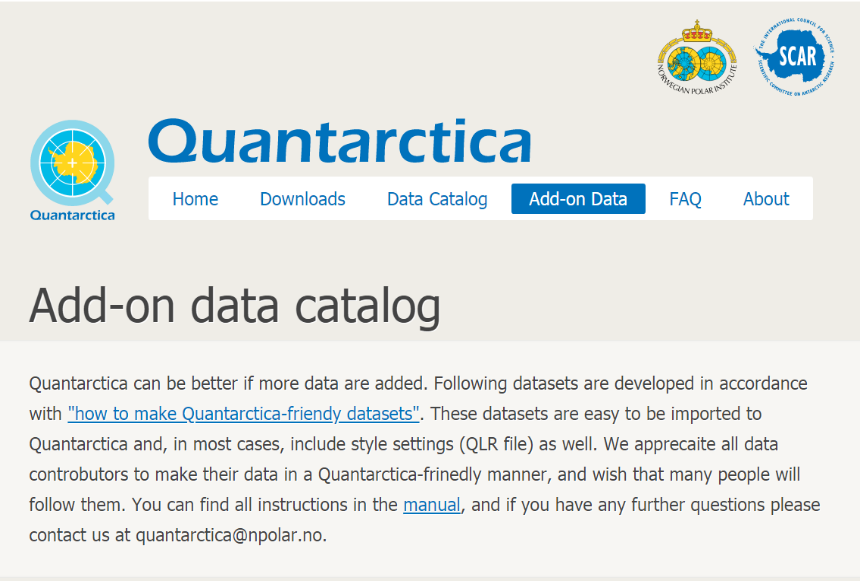 NORWEGIAN POLAR INSTITUTE
THE INTERNATIONAL COUNCIL FOR SCIENCE
SCAR
SCIENTIFIC COMMITTEE ON ANTARCTIC RESEARCH
Quantarctica
Quantarctica
Home Downloads Data Catalog Add-on Data FAQ About
Add-on data catalog
Quantarctica can be better if more data are added. Following datasets are developed in accordance
with "how to make Quantarctica-friendy datasets". These datasets are easy to be imported to
Quantarctica and, in most cases, include style settings (QLR file) as well. We apprecaite all data
controbutors to make their data in a Quantarctica-frinedly manner, and wish that many people will
follow them. You can find all instructions in the manual, and if you have any further questions please
contact us at quantarctica@npolar.no.